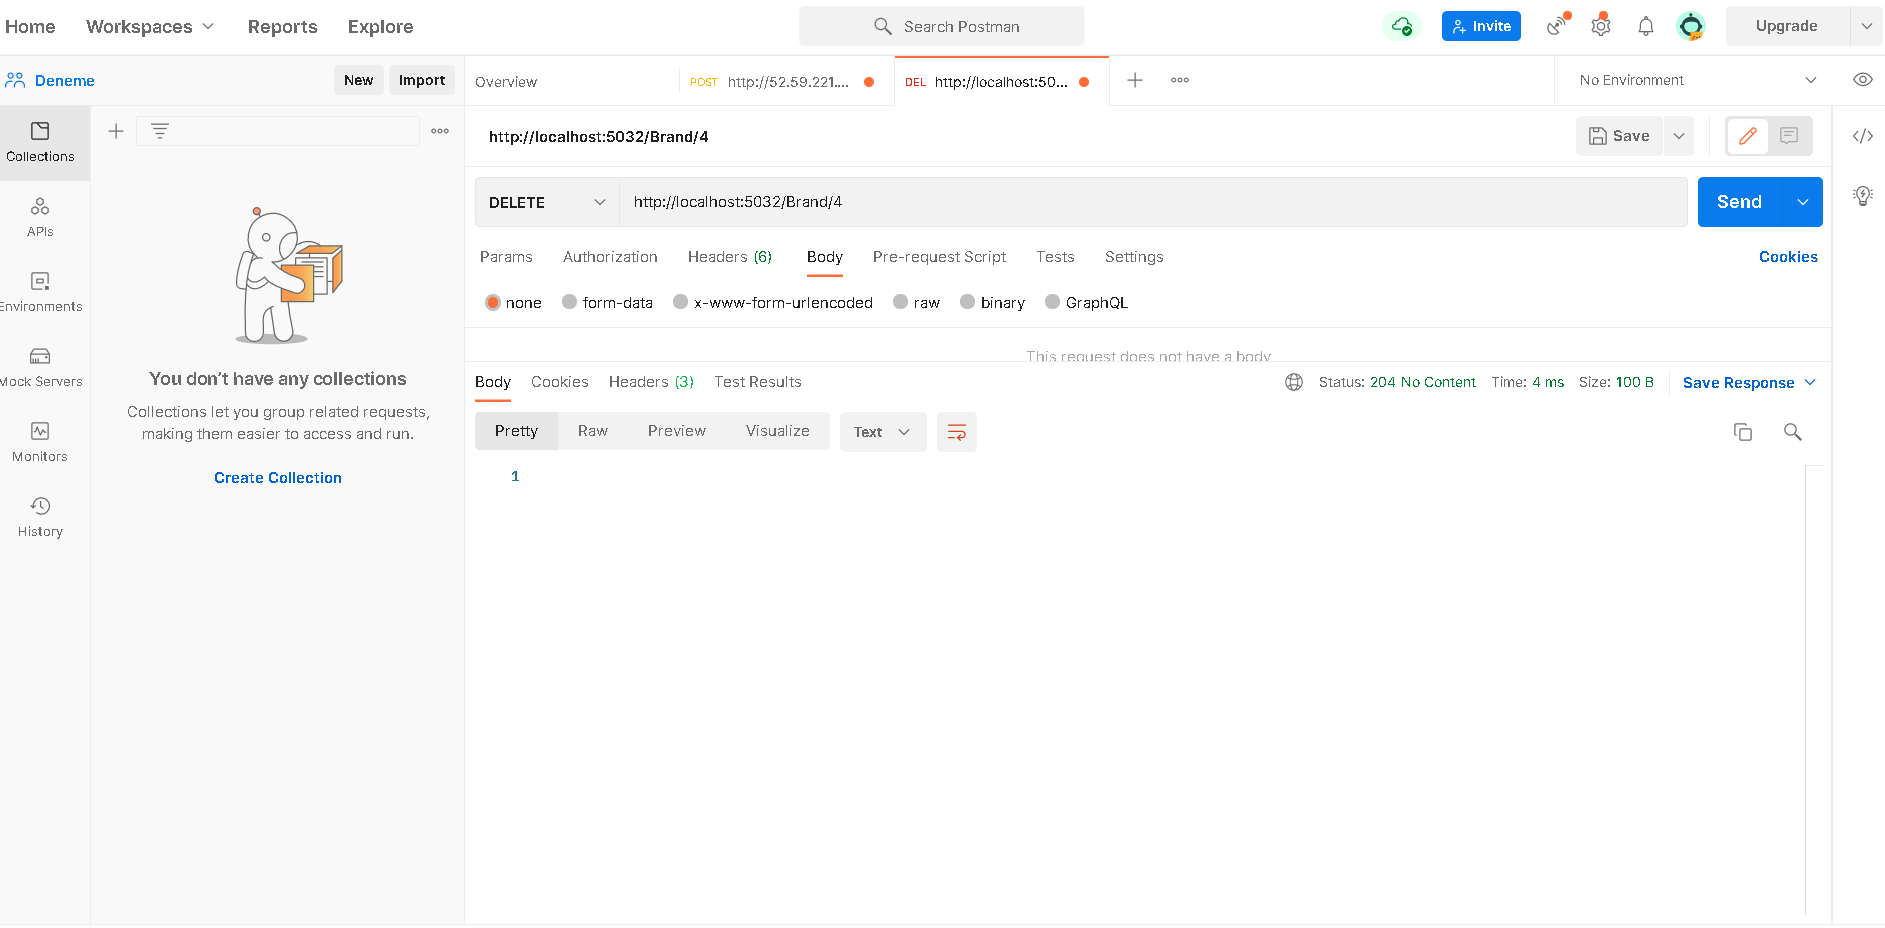 Home Workspaces Reports Explore Search Postman Invite Upgrade
Deneme New Import
Overview POST http://52.59.221.... DEL http://localhost:50... No Environment
Collections
APIs
Environments
Mock Servers
Monitors
History
You don't have any collections
Collections let you group related requests,
making them easier to access and run.
Create Collection
http://localhost:5032/Brand/4 Save
DELETE http://localhost:5032/Brand/4 Send
Params Authorization Headers (6) Body Pre-request Script Tests Settings Cookies
none form-data x-www-form-urlencoded raw binary GraphQL
This request does not have a body
Body Cookies Headers (3) Test Results Status: 204 No Content Time: 4 ms Size: 100 B Save Response
Pretty Raw Preview Visualize Text
1